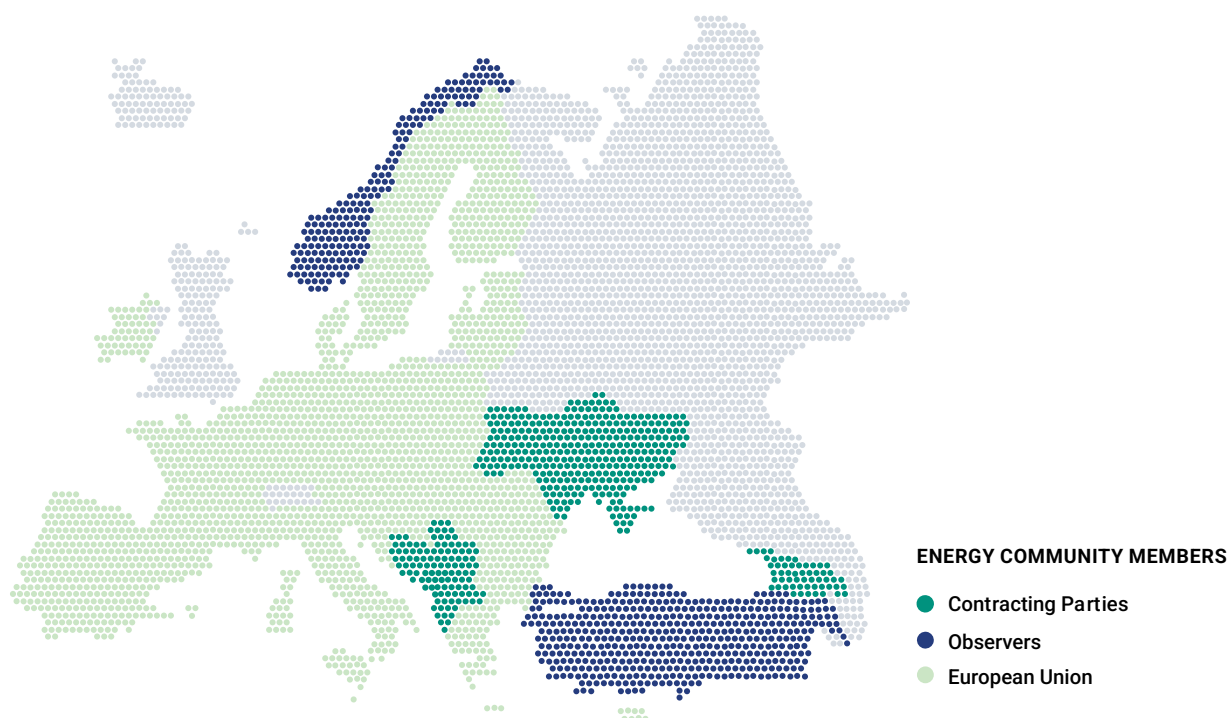 ENERGY COMMUNITY MEMBERS
Contracting Parties
Observers
European Union